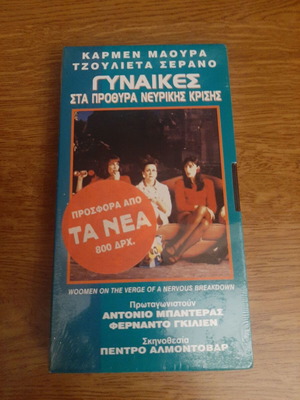 ΚΑΡΜΕΝ ΜΑΟΥΡΑ
ΤΖΟΥΛΙΕΤΑ ΣΕΡΑΝΟ
ΓΥΝΑΙΚΕΣ
ΣΤΑ ΠΡΟΘΥΡΑ ΝΕΥΡΙΚΗΣ ΚΡΙΣΗΣ
ΠΡΟΣΦΟΡΑ ΑΠΟ
ΤΑ ΝΕΑ
800 ΔΡΧ.
WOOMEN ON THE VERGE OF A NERVOUS BREAKDOWN
Πρωταγωνιστούν
ΑΝΤΟΝΙΟ ΜΠΑΝΤΕΡΑΣ
ΦΕΡΝΑΝΤΟ ΓΚΙΛΙΕΝ
Σκηνοθεσία
ΠΕΝΤΡΟ ΑΛΜΟΝΤΟΒΑΡ